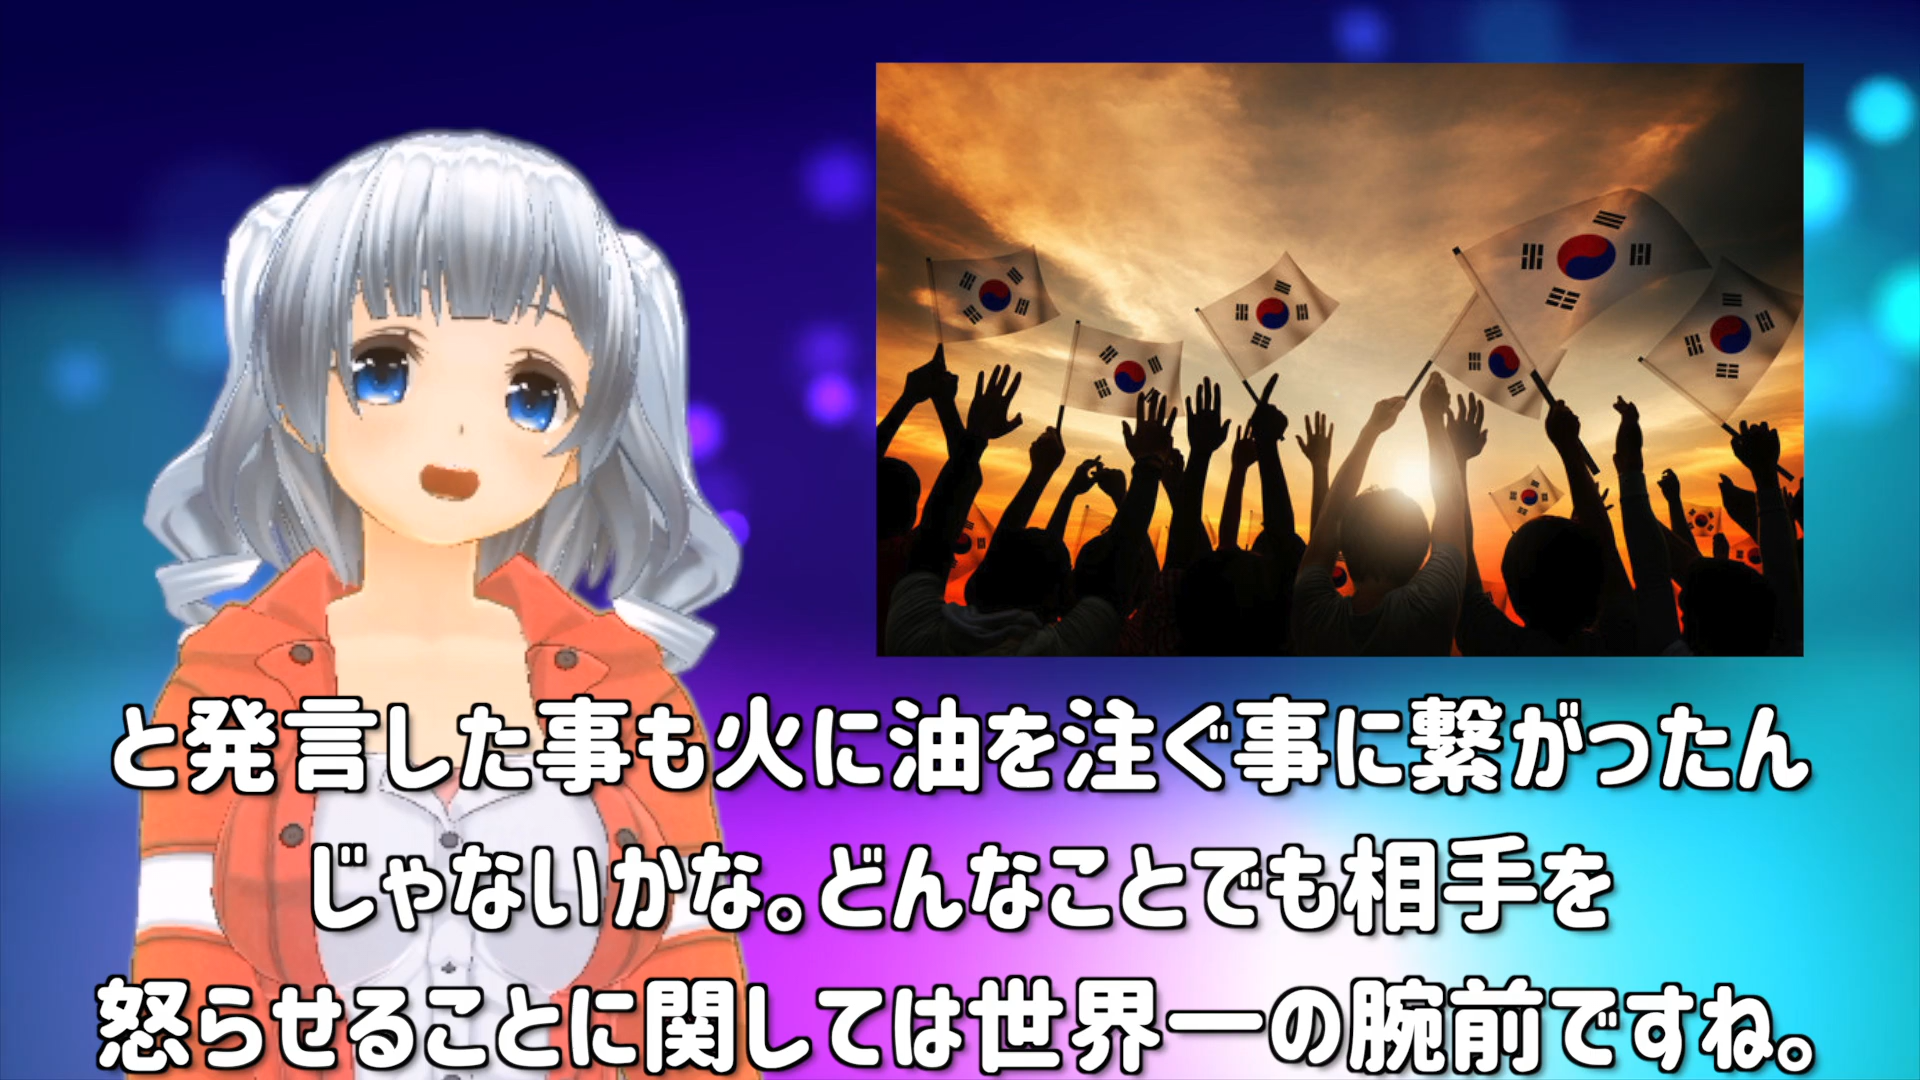 と発言した事も火に油を注ぐ事に繋がったん
じゃないかな。どんなことでも相手を
怒らせることに関しては世界一の腕前ですね。